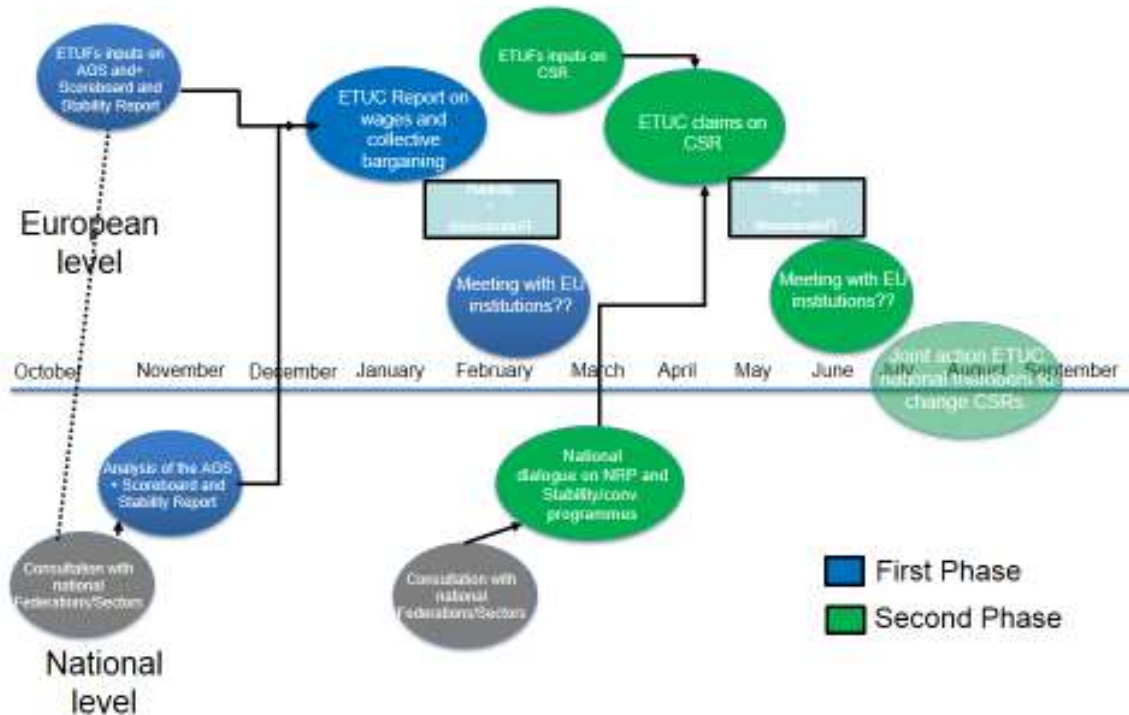 ETUFs inputs on
AGS and+
Scoreboard and
Stability Report
ETUC Report on
wages and
collective
bargaining
ETUFs inputs on
CSR.
ETUC claims on
CSR
European
level
Meeting with EU
institutions??
Meeting with EU
institutions??
October November December January February March April May June July August September
Joint action ETUC
national
to
change CSRs
Analysis of the AGS
+ Scoreboard and
Stability Report
National
dialogue on NRP and
Stability/conv
programmus
Consultation with
national
Federations/Sectors
Consultation with
national
Federations/Sectors
First Phase
Second Phase
National
level